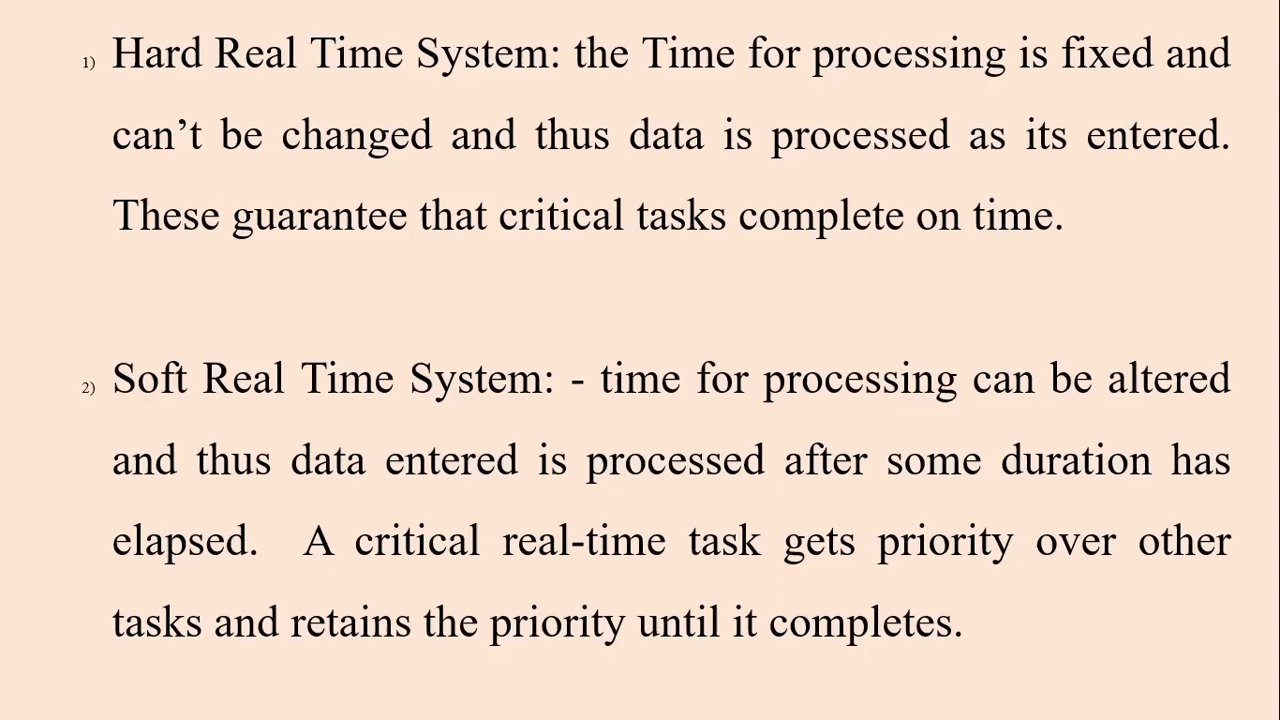 1) Hard Real Time System: the Time for processing is fixed and
can’t be changed and thus data is processed as its entered.
These guarantee that critical tasks complete on time.
2) Soft Real Time System: - time for processing can be altered
and thus data entered is processed after some duration has
elapsed. A critical real-time task gets priority over other
tasks and retains the priority until it completes.